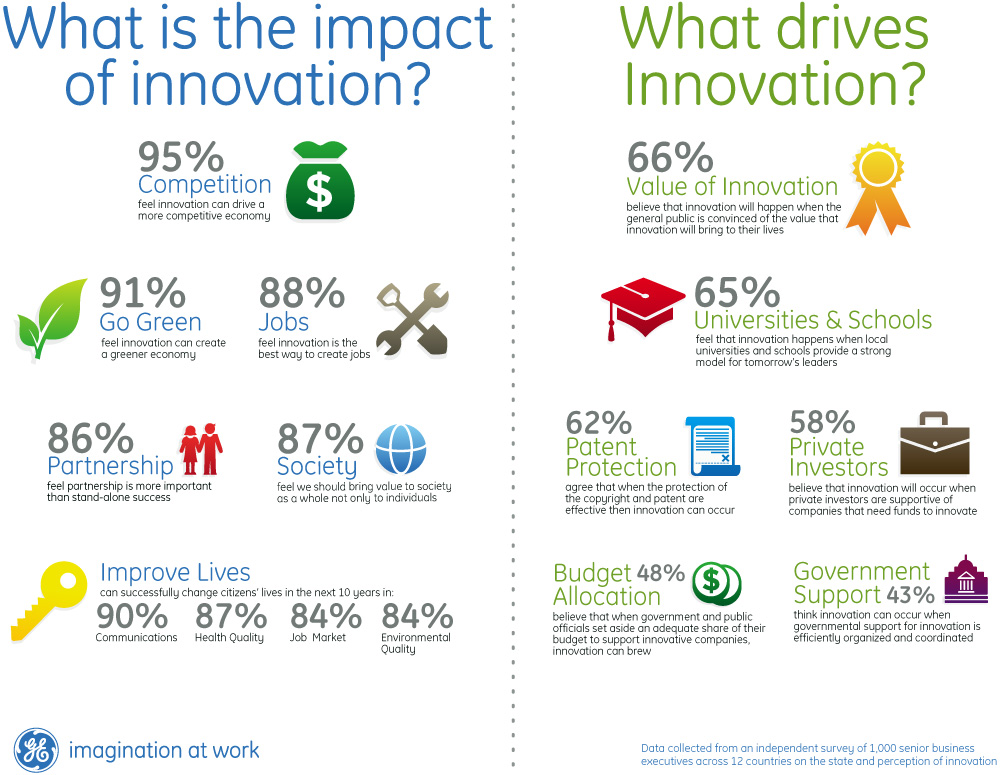 What is the impact
of innovation?
95%
Competition
feel innovation can drive a
more competitive economy
$
91%
Go Green
feel innovation can create
a greener economy
88%
Jobs
feel innovation is the
best way to create jobs
86%
Partnership
feel partnership is more important
than stand-alone success
87%
Society
feel we should bring value to society
as a whole not only to individuals
Improve Lives
can successfully change citizens' lives in the next 10 years in:
90%
Communications
87%
Health Quality
84%
Job Market
84%
Environmental
Quality
GE
imagination at work
What drives
Innovation?
66%
Value of Innovation
believe that innovation will happen when the
general public is convinced of the value that
innovation will bring to their lives
65%
Universities & Schools
feel that innovation happens when local
universities and schools provide a strong
model for tomorrow's leaders
62%
Patent
Protection
agree that when the protection of
the copyright and patent are
effective then innovation can occur
58%
Private
Investors
believe that innovation will occur when
private investors are supportive of
companies that need funds to innovate
Budget 48%
Allocation
$
believe that when government and public
officials set aside an adequate share of their
budget to support innovative companies,
innovation can brew
Government
Support 43%
think innovation can occur when
governmental support for innovation is
efficiently organized and coordinated
Data collected from an independent survey of 1,000 senior business
executives across 12 countries on the state and perception of innovation